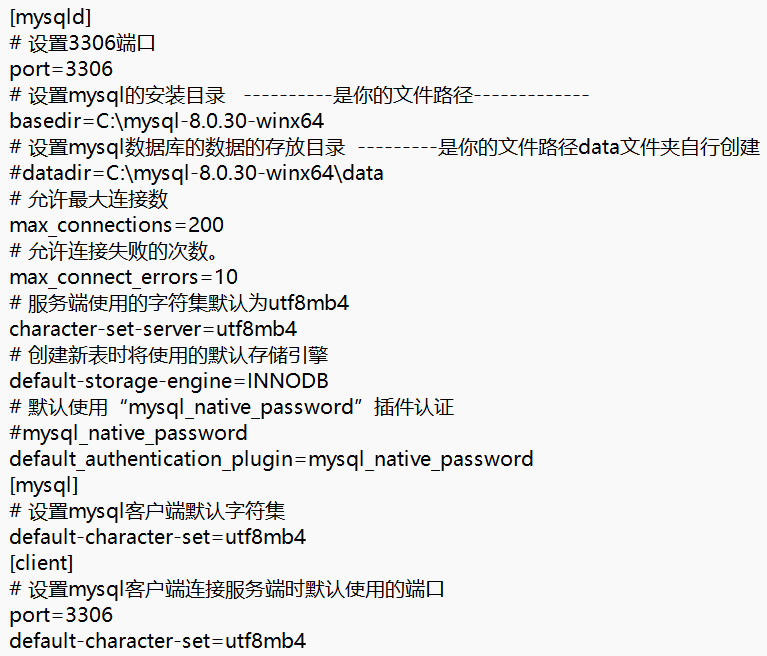 [mysqld]
# 设置3306端口
port=3306
# 设置mysql的安装目录   ----------是你的文件路径-------------
basedir=C:\mysql-8.0.30-winx64
# 设置mysql数据库的数据的存放目录  ---------是你的文件路径data文件夹自行创建
#datadir=C:\mysql-8.0.30-winx64\data
# 允许最大连接数
max_connections=200
# 允许连接失败的次数。
max_connect_errors=10
# 服务端使用的字符集默认为utf8mb4
character-set-server=utf8mb4
# 创建新表时将使用的默认存储引擎
default-storage-engine=INNODB
# 默认使用“mysql_native_password”插件认证
#mysql_native_password
default_authentication_plugin=mysql_native_password
[mysql]
# 设置mysql客户端默认字符集
default-character-set=utf8mb4
[client]
# 设置mysql客户端连接服务端时默认使用的端口
port=3306
default-character-set=utf8mb4